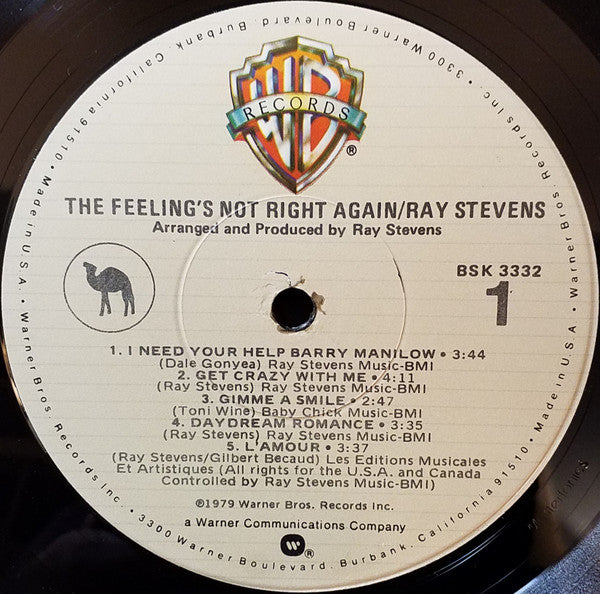 Warner Bros. Records Inc. • 3300 Warner Boulevard, Burbank, California 91510 • Made in U.S.A. • Warner Bros. Records Inc. • 3300 Warner Boulevard, Burbank, California 91510 • Made in U.S.A. •
WB
RECORDS
®
THE FEELING'S NOT RIGHT AGAIN/RAY STEVENS
Arranged and Produced by Ray Stevens
BSK 3332
1
1. I NEED YOUR HELP BARRY MANILOW • 3:44
(Dale Gonyea) Ray Stevens Music-BMI
2. GET CRAZY WITH ME • 4:11
(Ray Stevens) Ray Stevens Music-BMI
3. GIMME A SMILE • 2:47
(Toni Wine) Baby Chick Music-BMI
4. DAYDREAM ROMANCE • 3:35
(Ray Stevens) Ray Stevens Music-BMI
5. L'AMOUR • 3:37
(Ray Stevens/Gilbert Becaud) Les Editions Musicales
Et Artistiques (All rights for the U.S.A. and Canada
Controlled by Ray Stevens Music-BMI)
℗1979 Warner Bros. Records Inc.
a Warner Communications Company
W®